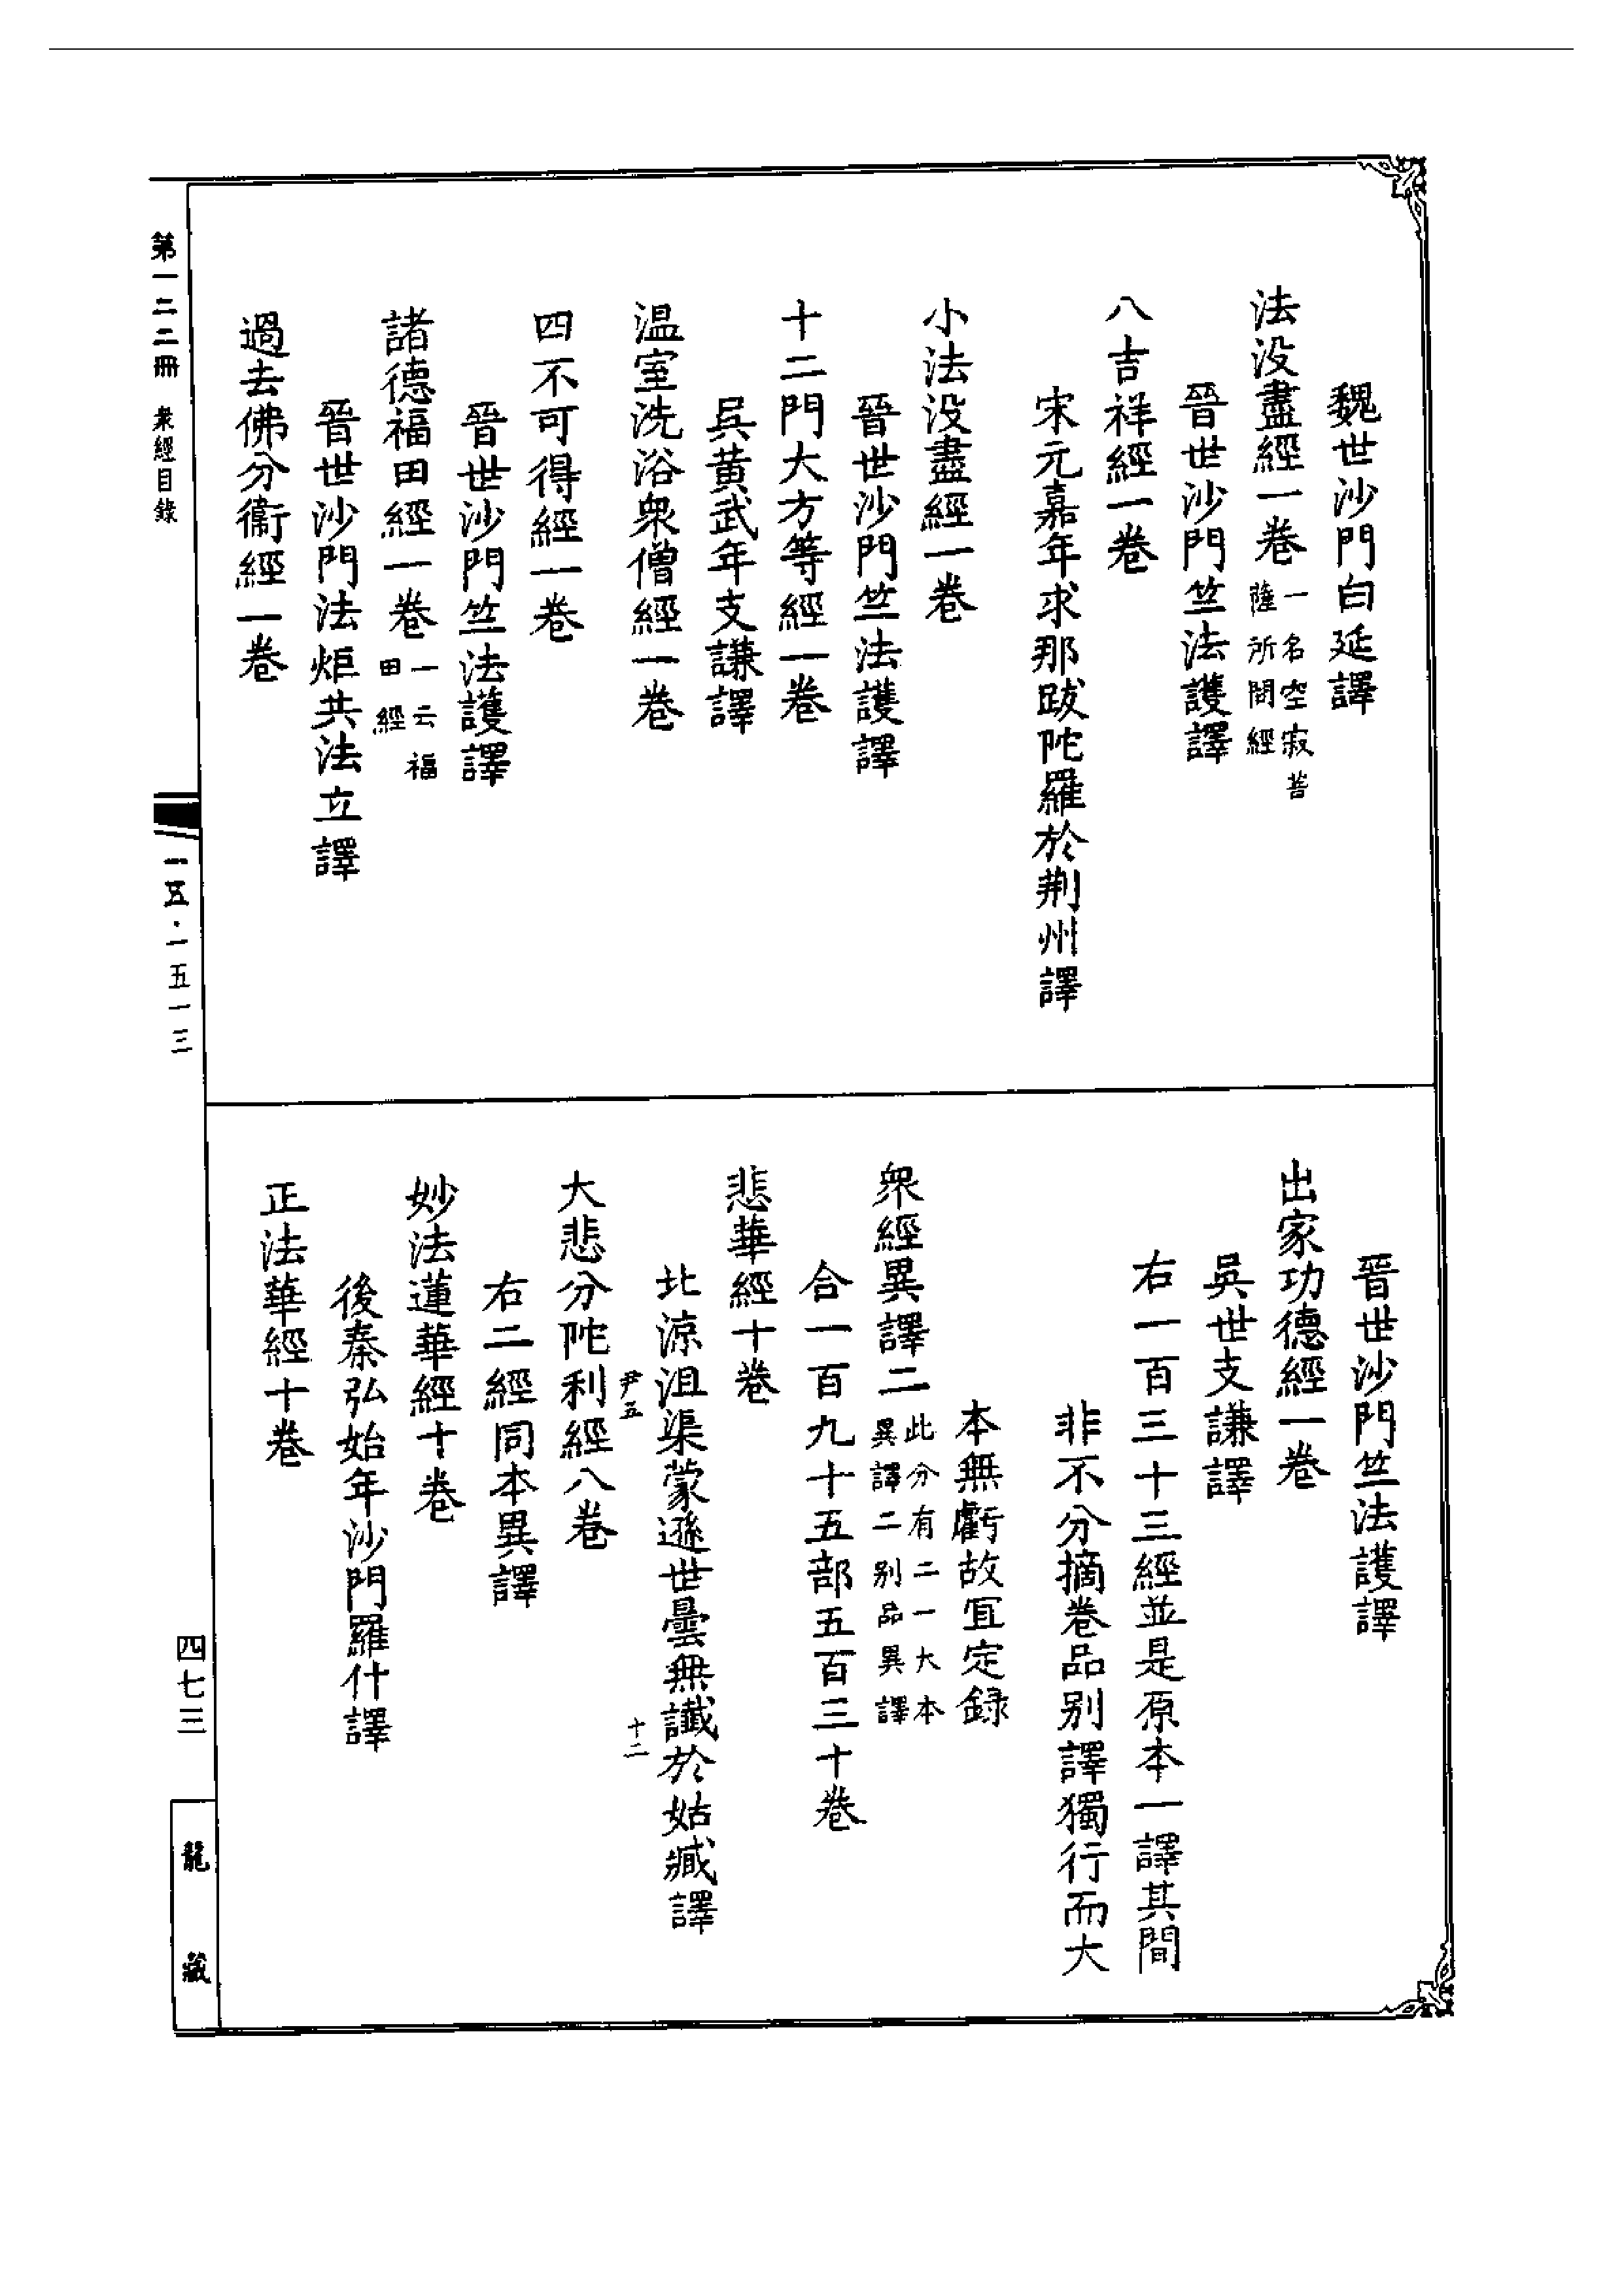 魏世沙門白延譯
法没盡經一卷一名空寂菩薩所問經
晉世沙門竺法護譯
八吉祥經一卷
宋元嘉年求那跋陀羅於荆州譯
小法没盡經一卷
晉世沙門竺法護譯
十二門大方等經一卷
吳黃武年支謙譯
温室洗浴衆僧經一卷
四不可得經一卷
晉世沙門竺法護譯
諸德福田經一卷一云福田經
晉世沙門法炬共法立譯
過去佛分衞經一卷
晉世沙門竺法護譯
出家功德經一卷
吳世支謙譯
右一百三十三經並是原本一譯其間
非不分摘卷品别譯獨行而大
本無虧故冝定録
衆經異譯二此分有二一大本異譯二别品異譯
合一百九十五部五百三十卷
悲華經十卷
北涼沮渠蒙遜世曇無讖於姑臧譯
尹五 十二
大悲分陀利經八卷
右二經同本異譯
妙法蓮華經十卷
後秦弘始年沙門羅什譯
正法華經十卷
第一二二冊 衆經目錄
一五·一五一三
四七三
龍藏